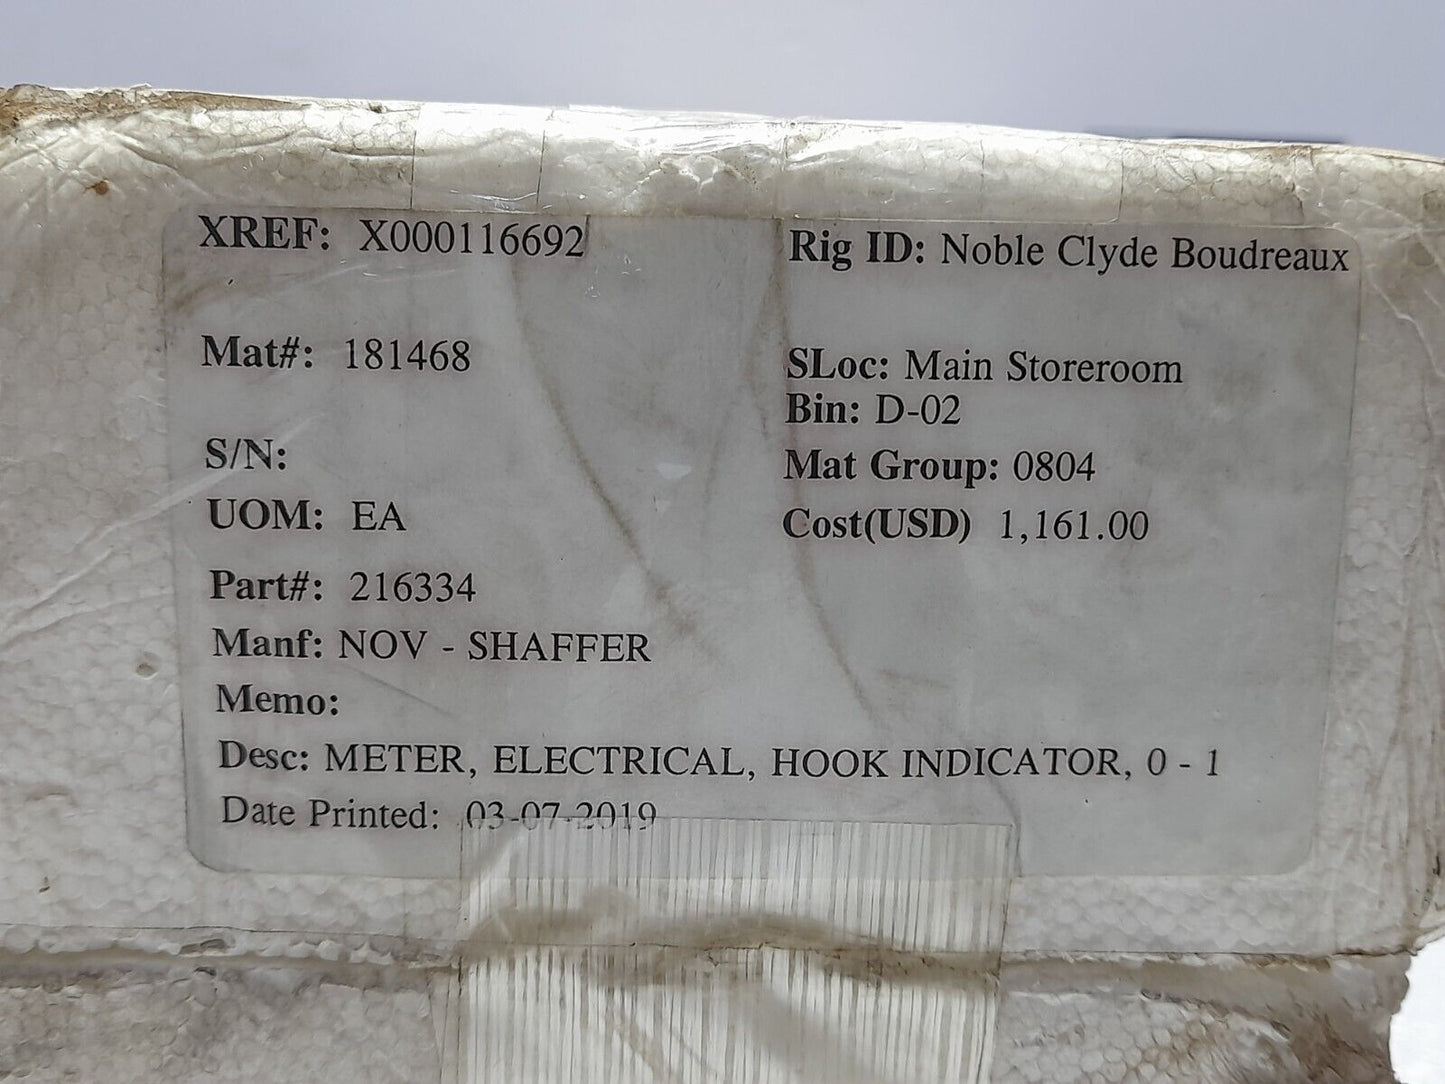 XREF: X000116692
Rig ID: Noble Clyde Boudreaux
Mat#: 181468
SLoc: Main Storeroom
Bin: D-02
S/N:
Mat Group: 0804
UOM: EA
Cost(USD) 1,161.00
Part#: 216334
Manf: NOV - SHAFFER
Memo:
Desc: METER, ELECTRICAL, HOOK INDICATOR, 0 - 1
Date Printed: 03-07-2019